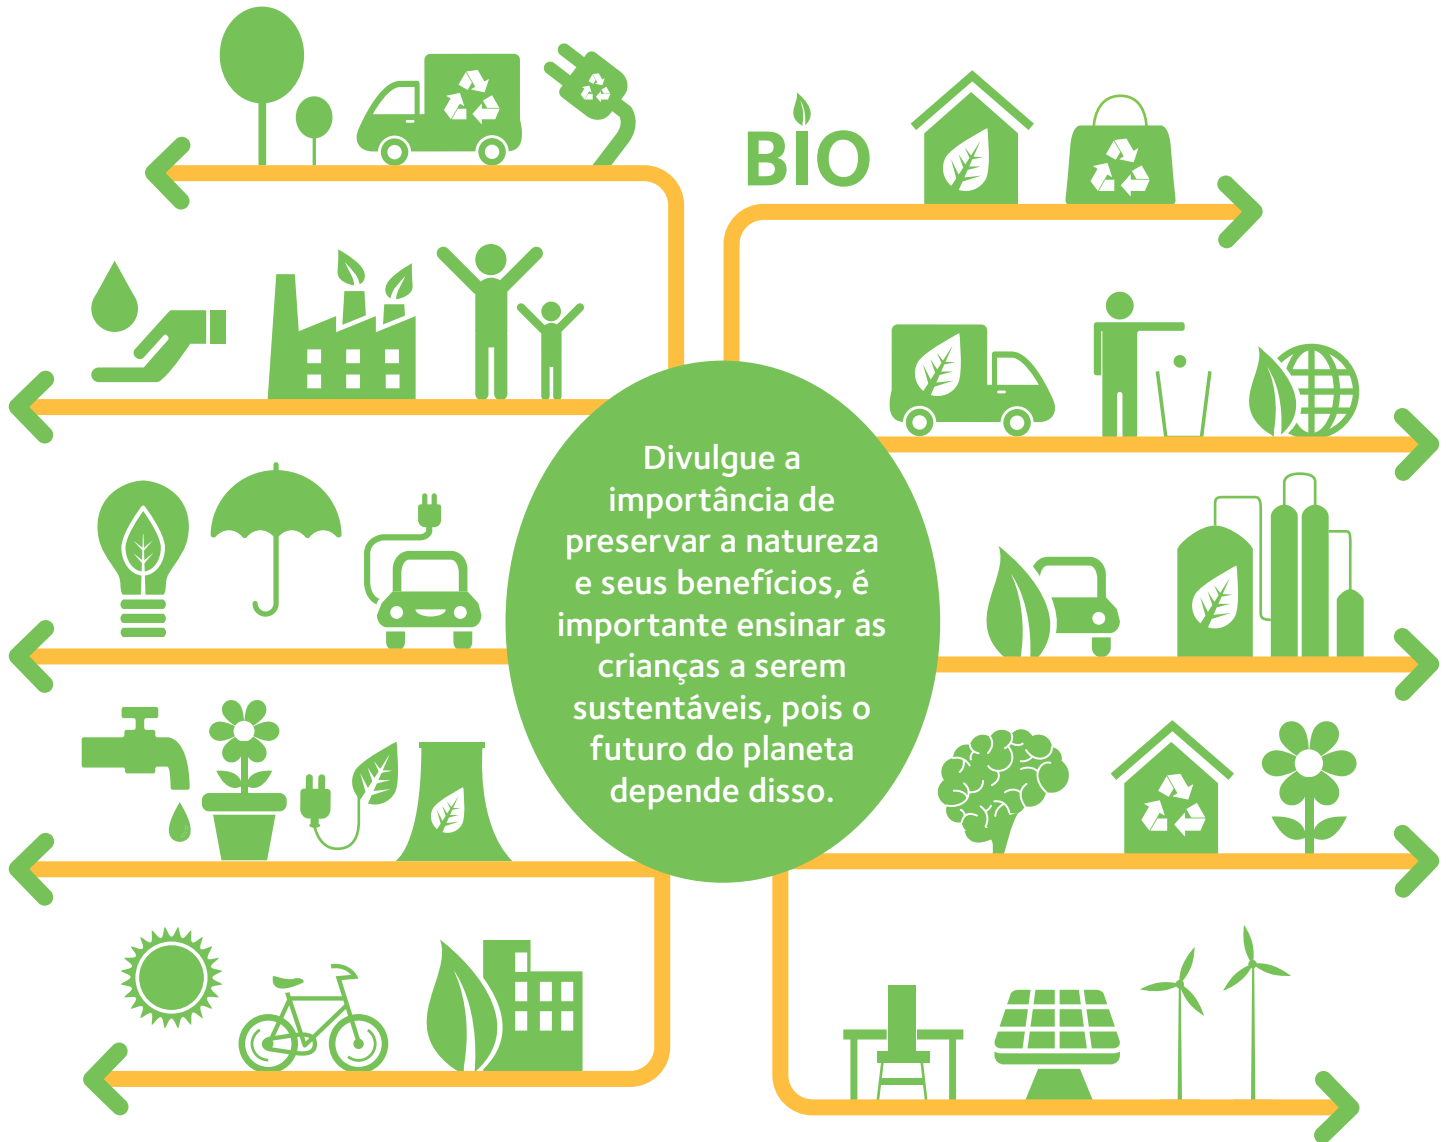 BIO
Divulgue a
importância de
preservar a natureza
e seus benefícios, é
importante ensinar as
crianças a serem
sustentáveis, pois o
futuro do planeta
depende disso.